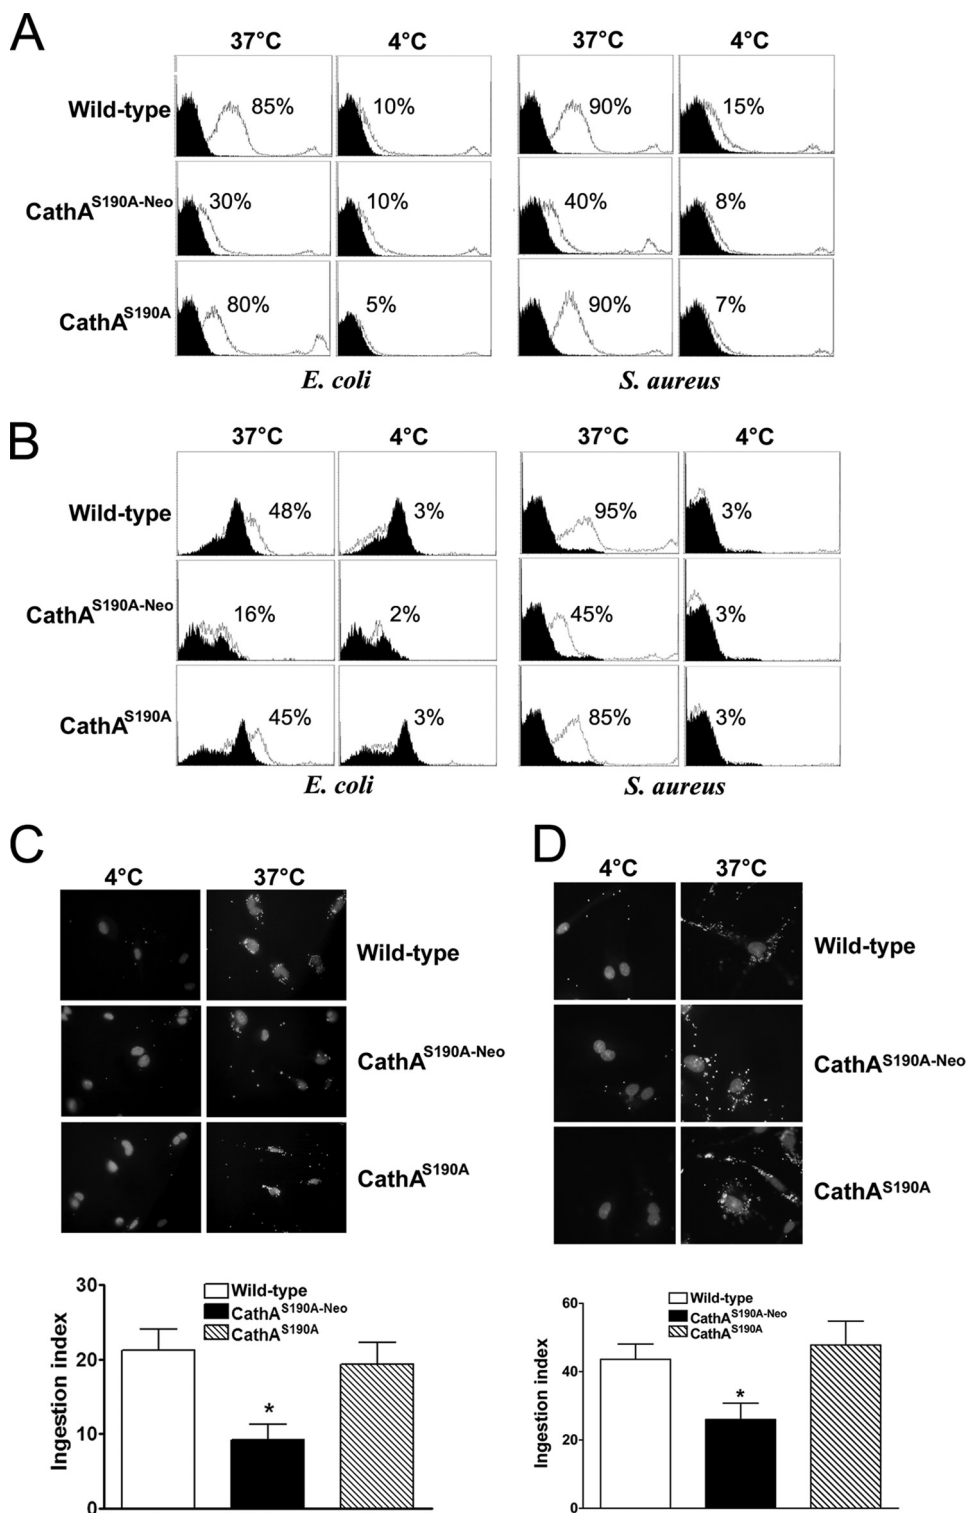 A
37°C 4°C 37°C 4°C
Wild-type 85% 10% 90% 15%
CathA^S190A-Neo 30% 10% 40% 8%
CathA^S190A 80% 5% 90% 7%
E. coli S. aureus
B
37°C 4°C 37°C 4°C
Wild-type 48% 3% 95% 3%
CathA^S190A-Neo 16% 2% 45% 3%
CathA^S190A 45% 3% 85% 3%
E. coli S. aureus
C
4°C 37°C
Wild-type
CathA^S190A-Neo
CathA^S190A
30
20
10
0
Ingestion index
Wild-type
CathA^S190A-Neo
CathA^S190A
*
D
4°C 37°C
Wild-type
CathA^S190A-Neo
CathA^S190A
60
40
20
0
Ingestion index
Wild-type
CathA^S190A-Neo
CathA^S190A
*